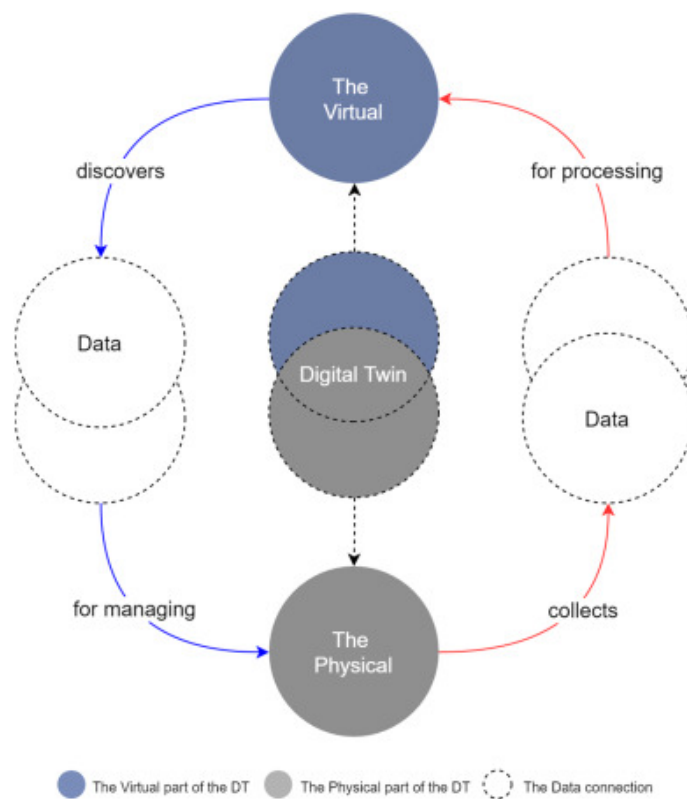 The
Virtual
discovers
for processing
Data
Digital Twin
Data
for managing
collects
The
Physical
The Virtual part of the DT
The Physical part of the DT
The Data connection